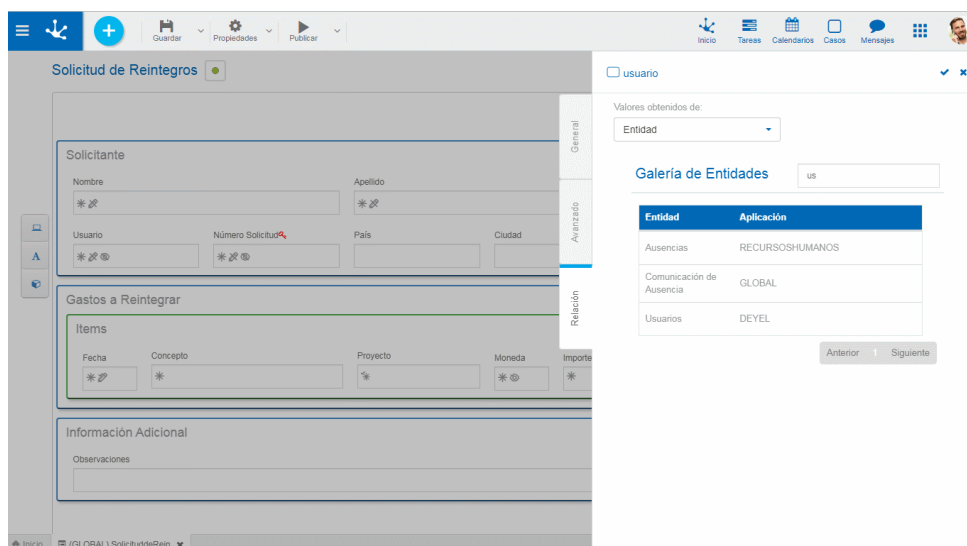 Guardar
Propiedades
Publicar
Inicio
Tareas
Calendarios
Casos
Mensajes
Solicitud de Reintegros
usuario
Valores obtenidos de:
Entidad
General
Avanzado
Relación
Galería de Entidades
us
Entidad Aplicación
Ausencias RECURSOSHUMANOS
Comunicación de Ausencia GLOBAL
Usuarios DEYEL
Anterior 1 Siguiente
Solicitante
Nombre Apellido
Usuario Número Solicitud País Ciudad
Gastos a Reintegrar
Items
Fecha Concepto Proyecto Moneda Importe
Información Adicional
Observaciones
Inicio (GLOBAL) SolicituddeRein